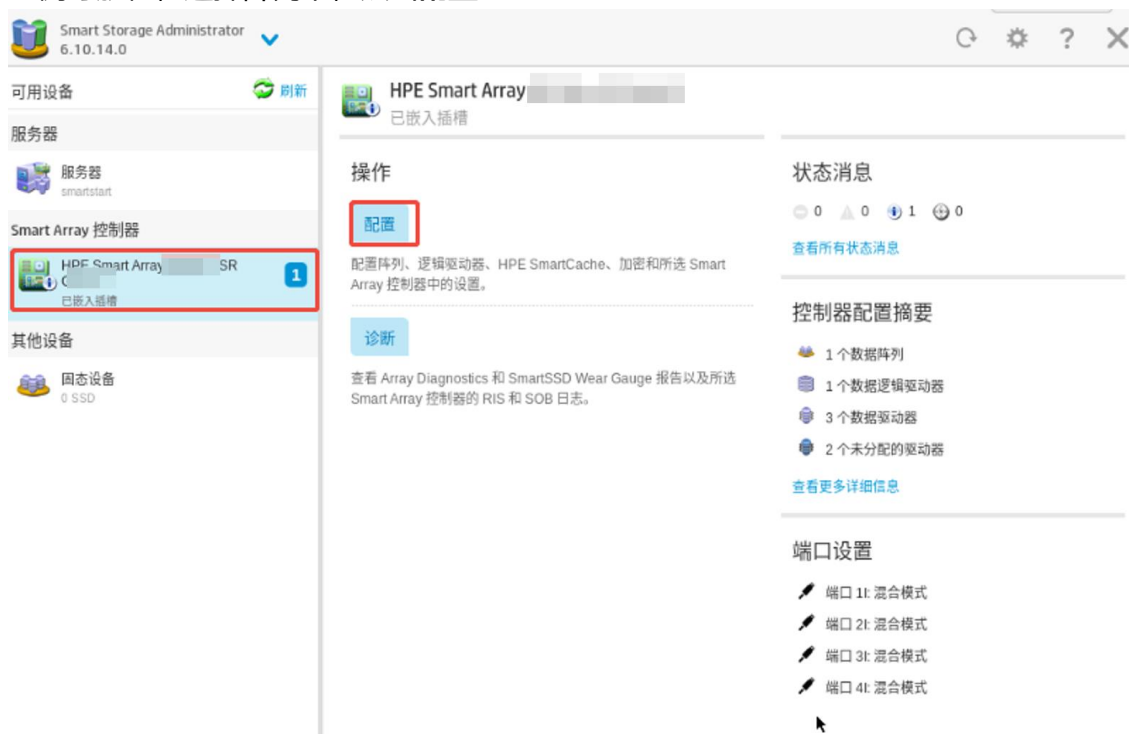 Smart Storage Administrator
6.10.14.0
可用设备
刷新
服务器
服务器
smartstart
Smart Array 控制器
HPE Smart Array SR
1
已嵌入插槽
其他设备
固态设备
0 SSD
HPE Smart Array
已嵌入插槽
操作
配置
配置阵列、逻辑驱动器、HPE SmartCache、加密和所选 Smart
Array 控制器中的设置。
诊断
查看 Array Diagnostics 和 SmartSSD Wear Gauge 报告以及所选
Smart Array 控制器的 RIS 和 SOB 日志。
状态消息
0 0 1 0
查看所有状态消息
控制器配置摘要
1 个数据阵列
1 个数据逻辑驱动器
3 个数据驱动器
2 个未分配的驱动器
查看更多详细信息
端口设置
端口 1I: 混合模式
端口 2I: 混合模式
端口 3I: 混合模式
端口 4I: 混合模式